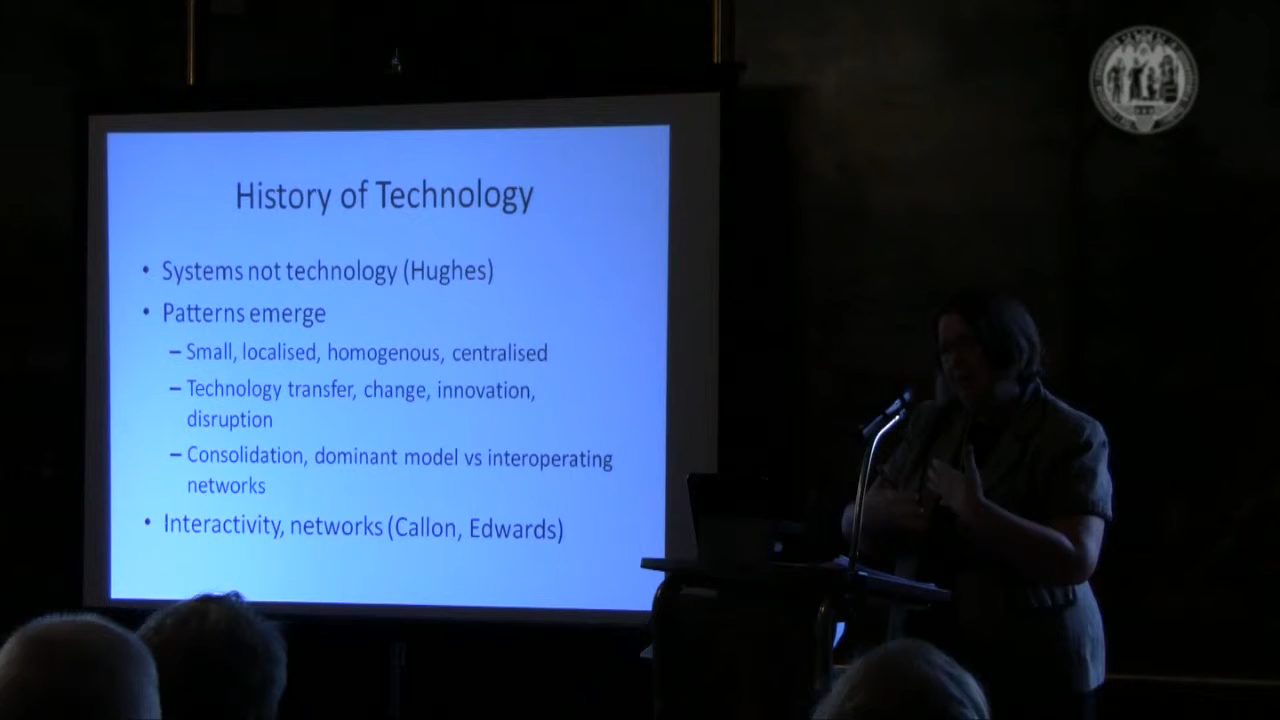 History of Technology
• Systems not technology (Hughes)
• Patterns emerge
– Small, localised, homogenous, centralised
– Technology transfer, change, innovation,
disruption
– Consolidation, dominant model vs interoperating
networks
• Interactivity, networks (Callon, Edwards)